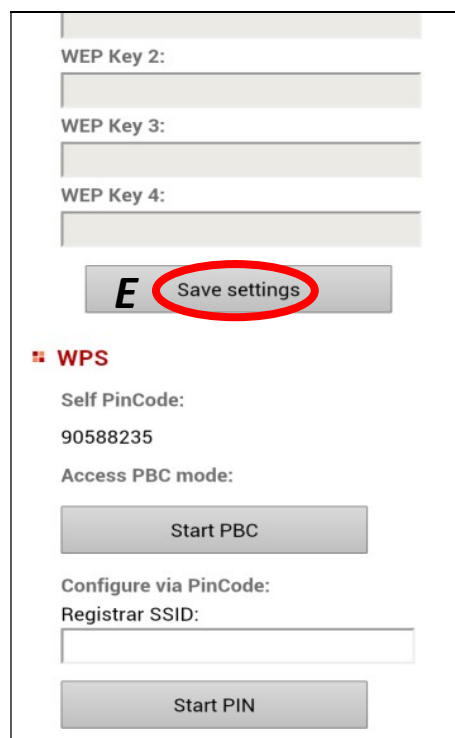 WEP Key 2:
WEP Key 3:
WEP Key 4:
E Save settings
WPS
Self PinCode:
90588235
Access PBC mode:
Start PBC
Configure via PinCode:
Registrar SSID:
Start PIN